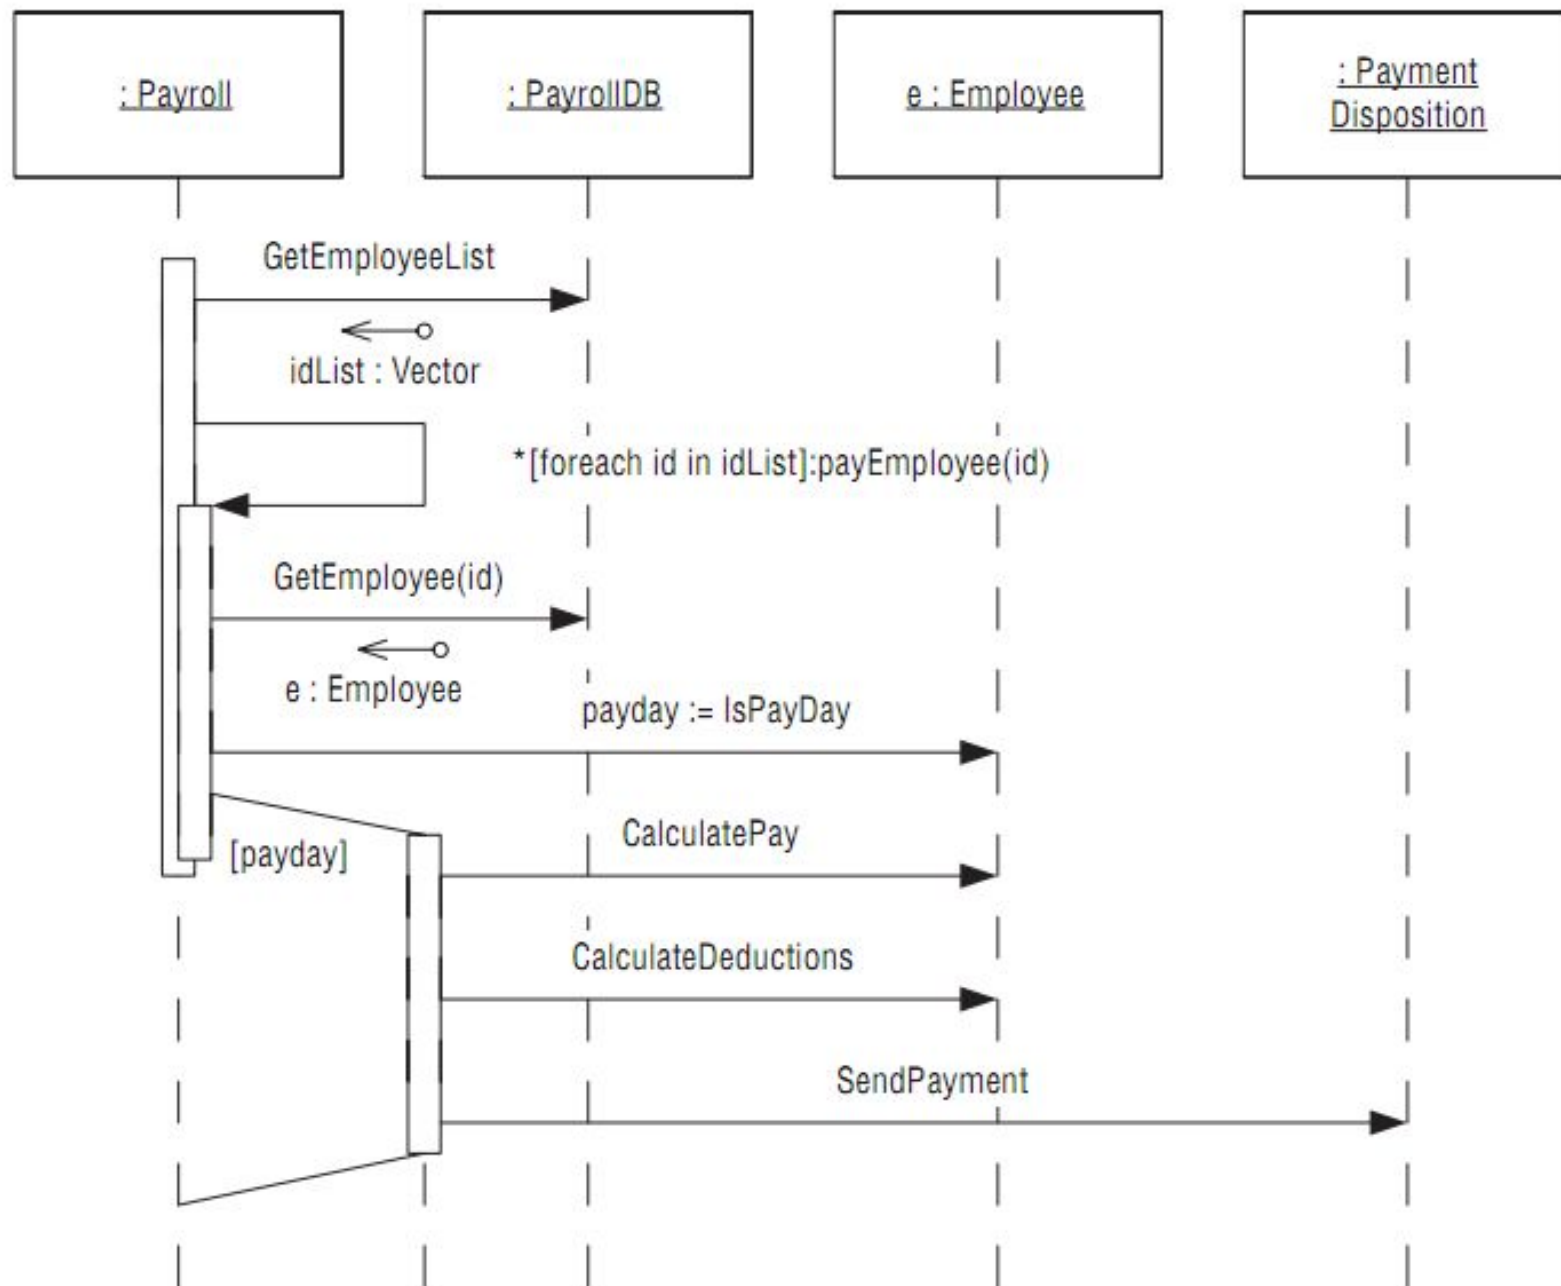 : Payroll
: PayrollDB
e : Employee
: Payment
Disposition
GetEmployeeList
idList : Vector
*[foreach id in idList]:payEmployee(id)
GetEmployee(id)
e : Employee
payday := IsPayDay
CalculatePay
[payday]
CalculateDeductions
SendPayment